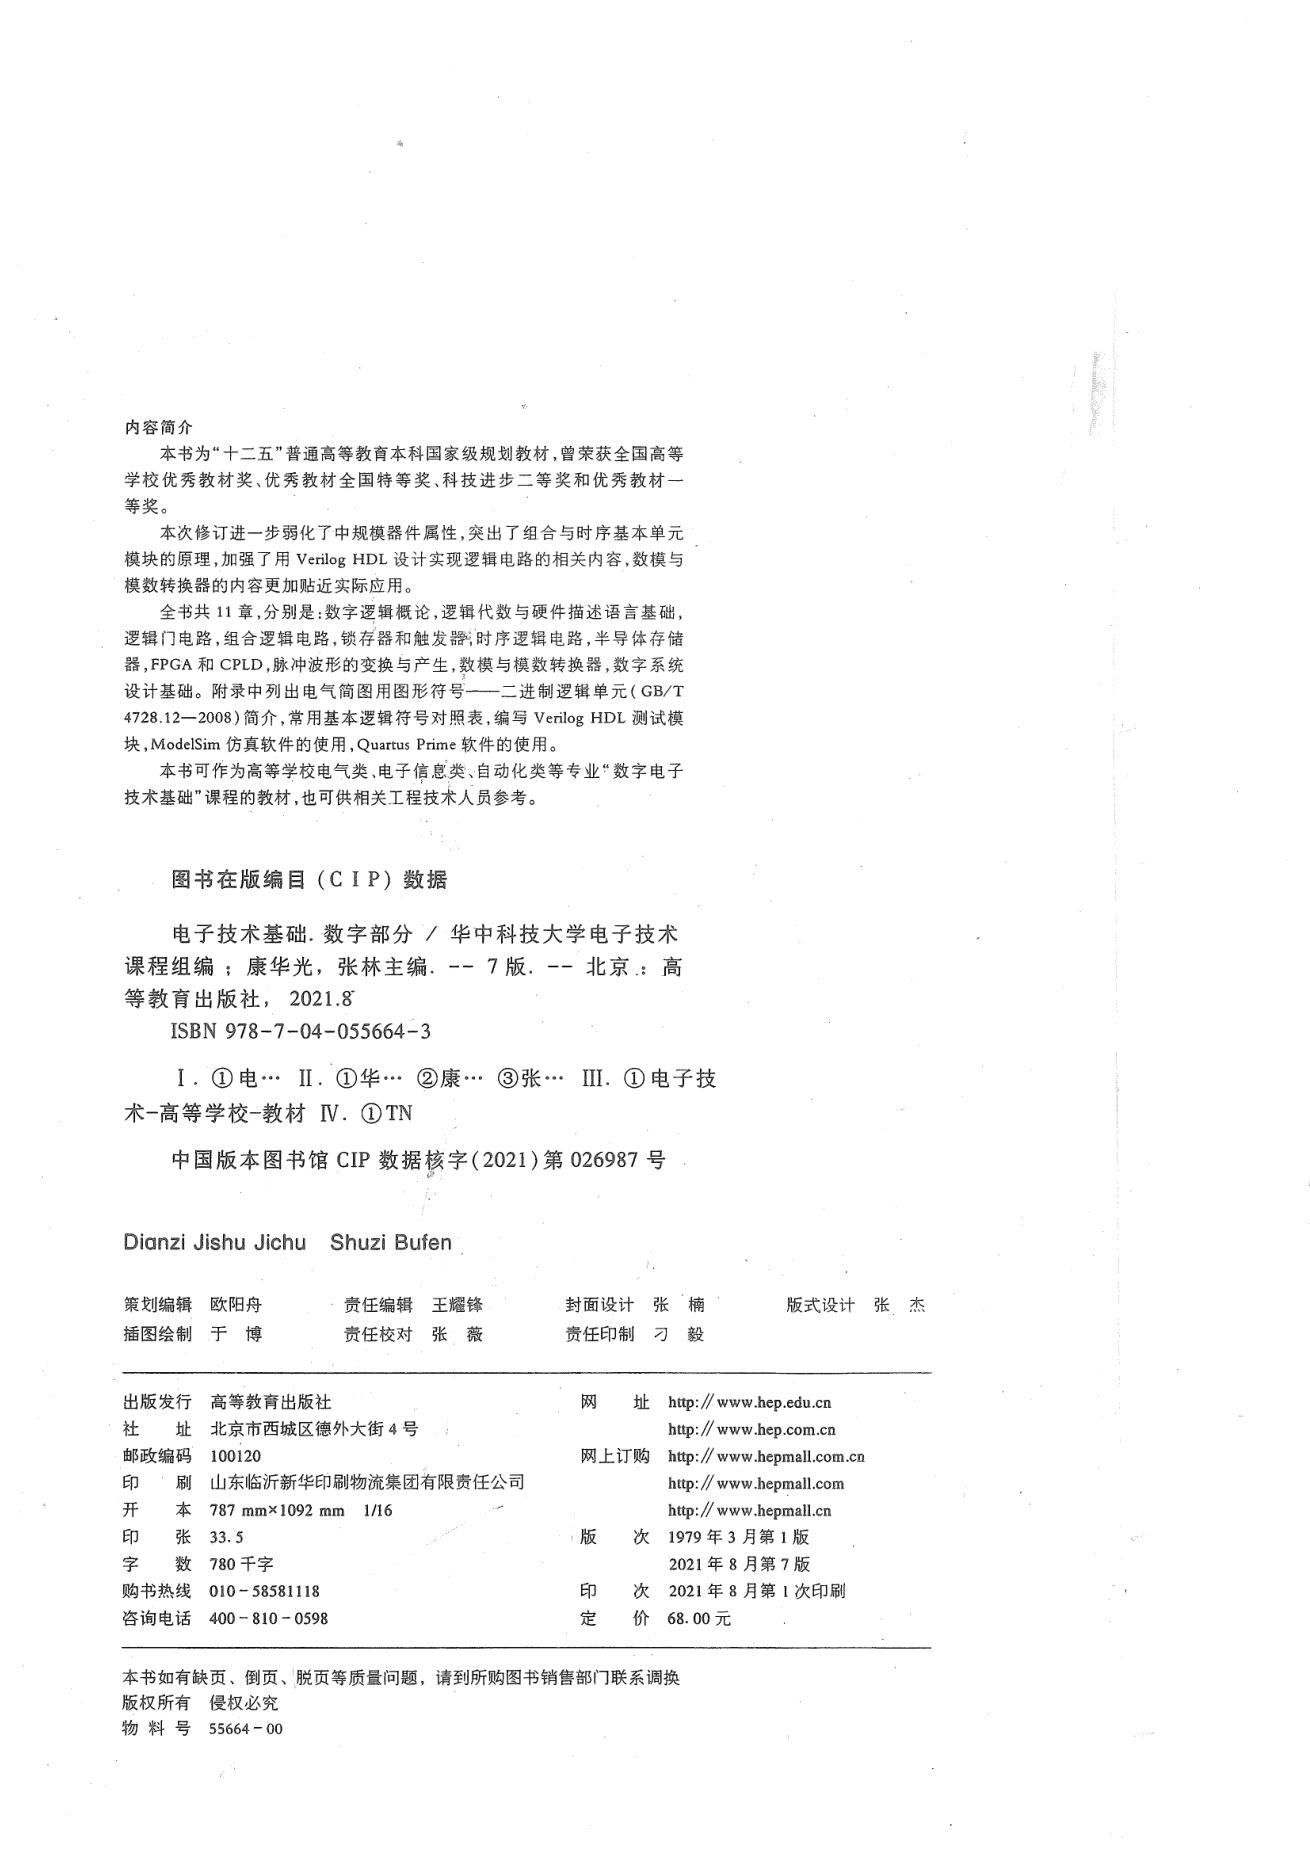 内容简介
本书为“十二五”普通高等教育本科国家级规划教材,曾荣获全国高等
学校优秀教材奖、优秀教材全国特等奖、科技进步二等奖和优秀教材一
等奖。
本次修订进一步弱化了中规模器件属性,突出了组合与时序基本单元
模块的原理,加强了用 Verilog HDL 设计实现逻辑电路的相关内容,数模与
模数转换器的内容更加贴近实际应用。
全书共 11 章,分别是:数字逻辑概论,逻辑代数与硬件描述语言基础,
逻辑门电路,组合逻辑电路,锁存器和触发器,时序逻辑电路,半导体存储
器,FPGA 和 CPLD,脉冲波形的变换与产生,数模与模数转换器,数字系统
设计基础。附录中列出电气简图用图形符号——二进制逻辑单元(GB/T
4728.12—2008)简介,常用基本逻辑符号对照表,编写 Verilog HDL 测试模
块,ModelSim 仿真软件的使用,Quartus Prime 软件的使用。
本书可作为高等学校电气类、电子信息类、自动化类等专业“数字电子
技术基础”课程的教材,也可供相关工程技术人员参考。
图书在版编目(CIP)数据
电子技术基础. 数字部分 / 华中科技大学电子技术
课程组编 ; 康华光, 张林主编. -- 7版. -- 北京 : 高
等教育出版社, 2021.8
ISBN 978-7-04-055664-3
Ⅰ. ①电… Ⅱ. ①华… ②康… ③张… Ⅲ. ①电子技
术-高等学校-教材 Ⅳ. ①TN
中国版本图书馆 CIP 数据核字(2021)第 026987 号
Dianzi Jishu Jichu Shuzi Bufen
策划编辑 欧阳舟 责任编辑 王耀锋 封面设计 张 楠 版式设计 张 杰
插图绘制 于 博 责任校对 张 薇 责任印制 刁 毅
出版发行 高等教育出版社 网 址 http://www.hep.edu.cn
社 址 北京市西城区德外大街 4 号 http://www.hep.com.cn
邮政编码 100120 网上订购 http://www.hepmall.com.cn
印 刷 山东临沂新华印刷物流集团有限责任公司 http://www.hepmall.com
开 本 787 mm×1092 mm 1/16 http://www.hepmall.cn
印 张 33.5 版 次 1979 年 3 月第 1 版
字 数 780 千字 2021 年 8 月第 7 版
购书热线 010-58581118 印 次 2021 年 8 月第 1 次印刷
咨询电话 400-810-0598 定 价 68.00 元
本书如有缺页、倒页、脱页等质量问题,请到所购图书销售部门联系调换
版权所有 侵权必究
物 料 号 55664-00